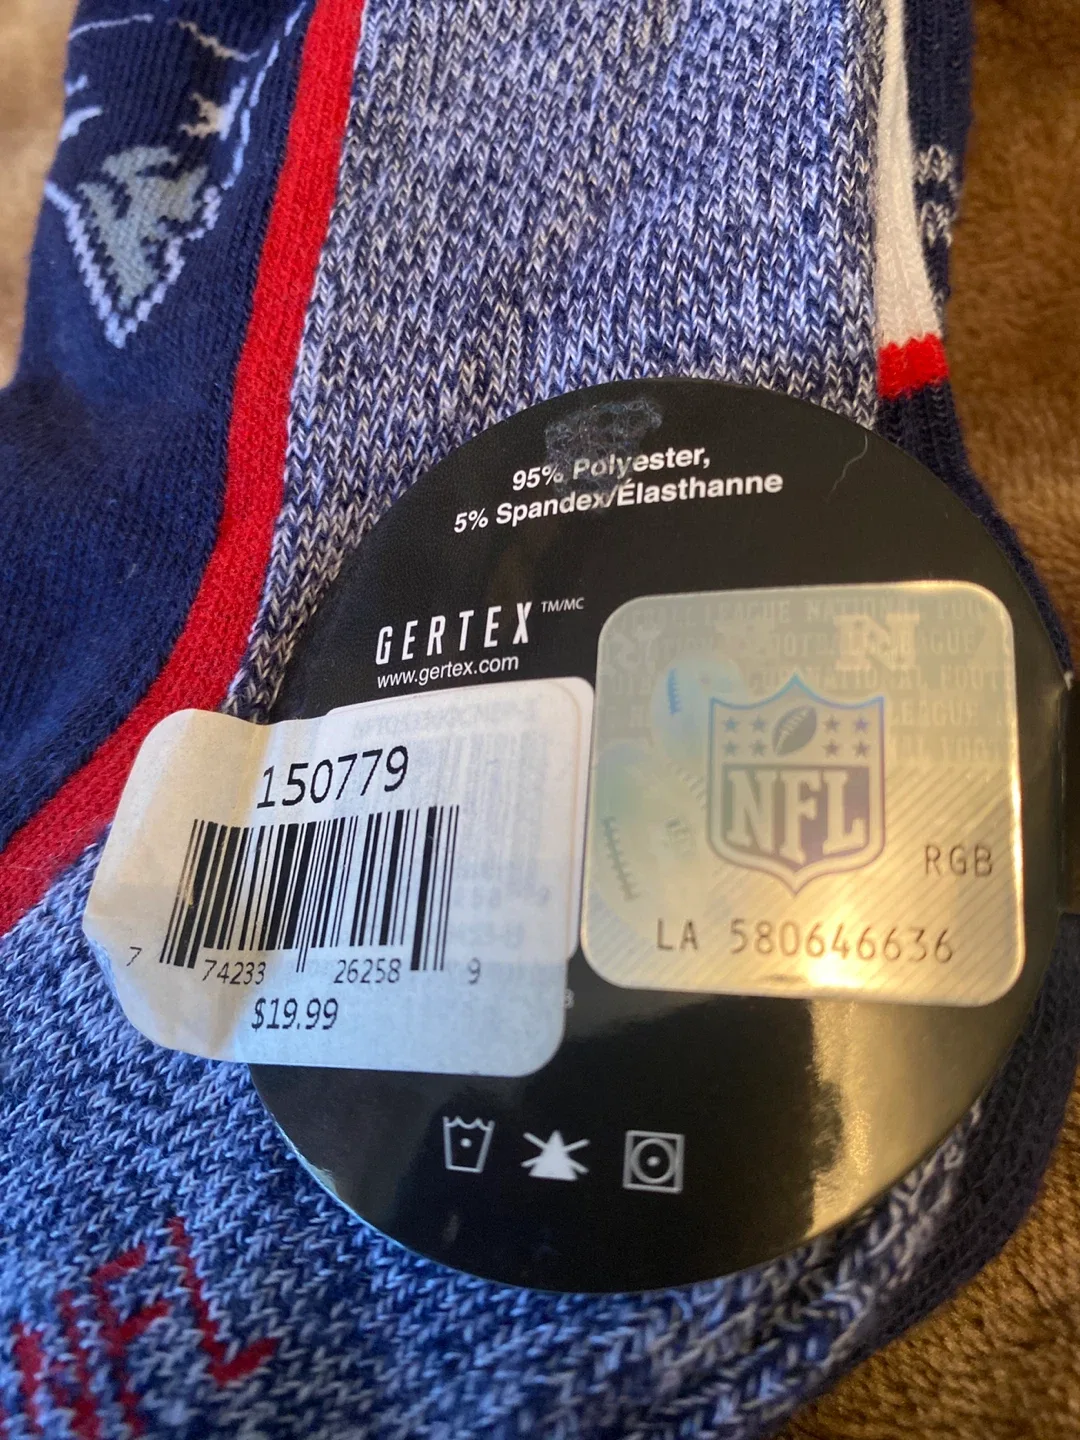 95% Polyester,
5% Spandex/Élasthanne
GERTEX TM/MC
www.gertex.com
150779
7 74233 26258 9
$19.99
NFL
RGB
LA 580646636
NFL